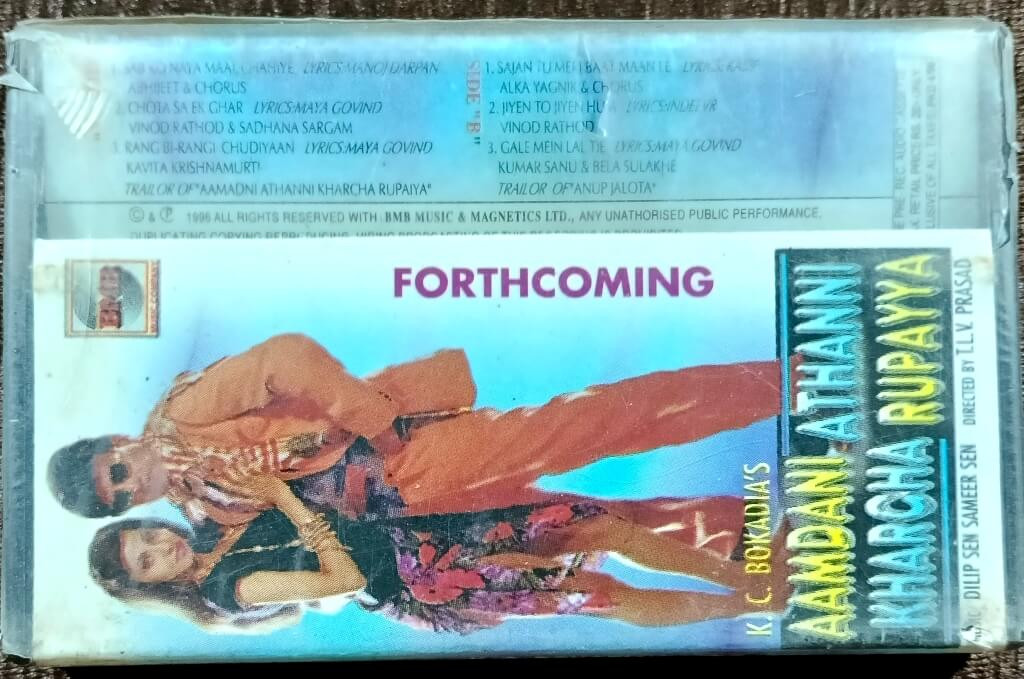 SIDE "B"
1. SAB KO NAYA MAAL CHAHIYE LYRICS:MANOJ DARPAN
ABHIJEET & CHORUS
2. CHOTA SA EK GHAR LYRICS:MAYA GOVIND
VINOD RATHOD & SADHANA SARGAM
3. RANG BI-RANGI CHUDIYAAN LYRICS:MAYA GOVIND
KAVITA KRISHNAMURTI
TRAILOR OF "AAMADNI ATHANNI KHARCHA RUPAIYA"
1. SAJAN TU MERI BAAT MAAN LE
ALKA YAGNIK & CHORUS
2. JIYEN TO JIYEN
VINOD RATHOD
3. GALE MEIN LAL TIE LYRICS:MAYA GOVIND
KUMAR SANU & BELA SULAKHE
TRAILOR OF "ANUP JALOTA"
© & ℗ 1996 ALL RIGHTS RESERVED WITH BMB MUSIC & MAGNETICS LTD., ANY UNATHORISED PUBLIC PERFORMANCE,
FORTHCOMING
BMB
K. C. BOKADIA'S
AAMDANI ATHANNI
KHARCHA RUPAYYA
DILIP SEN SAMEER SEN DIRECTED BY T.L.V. PRASAD